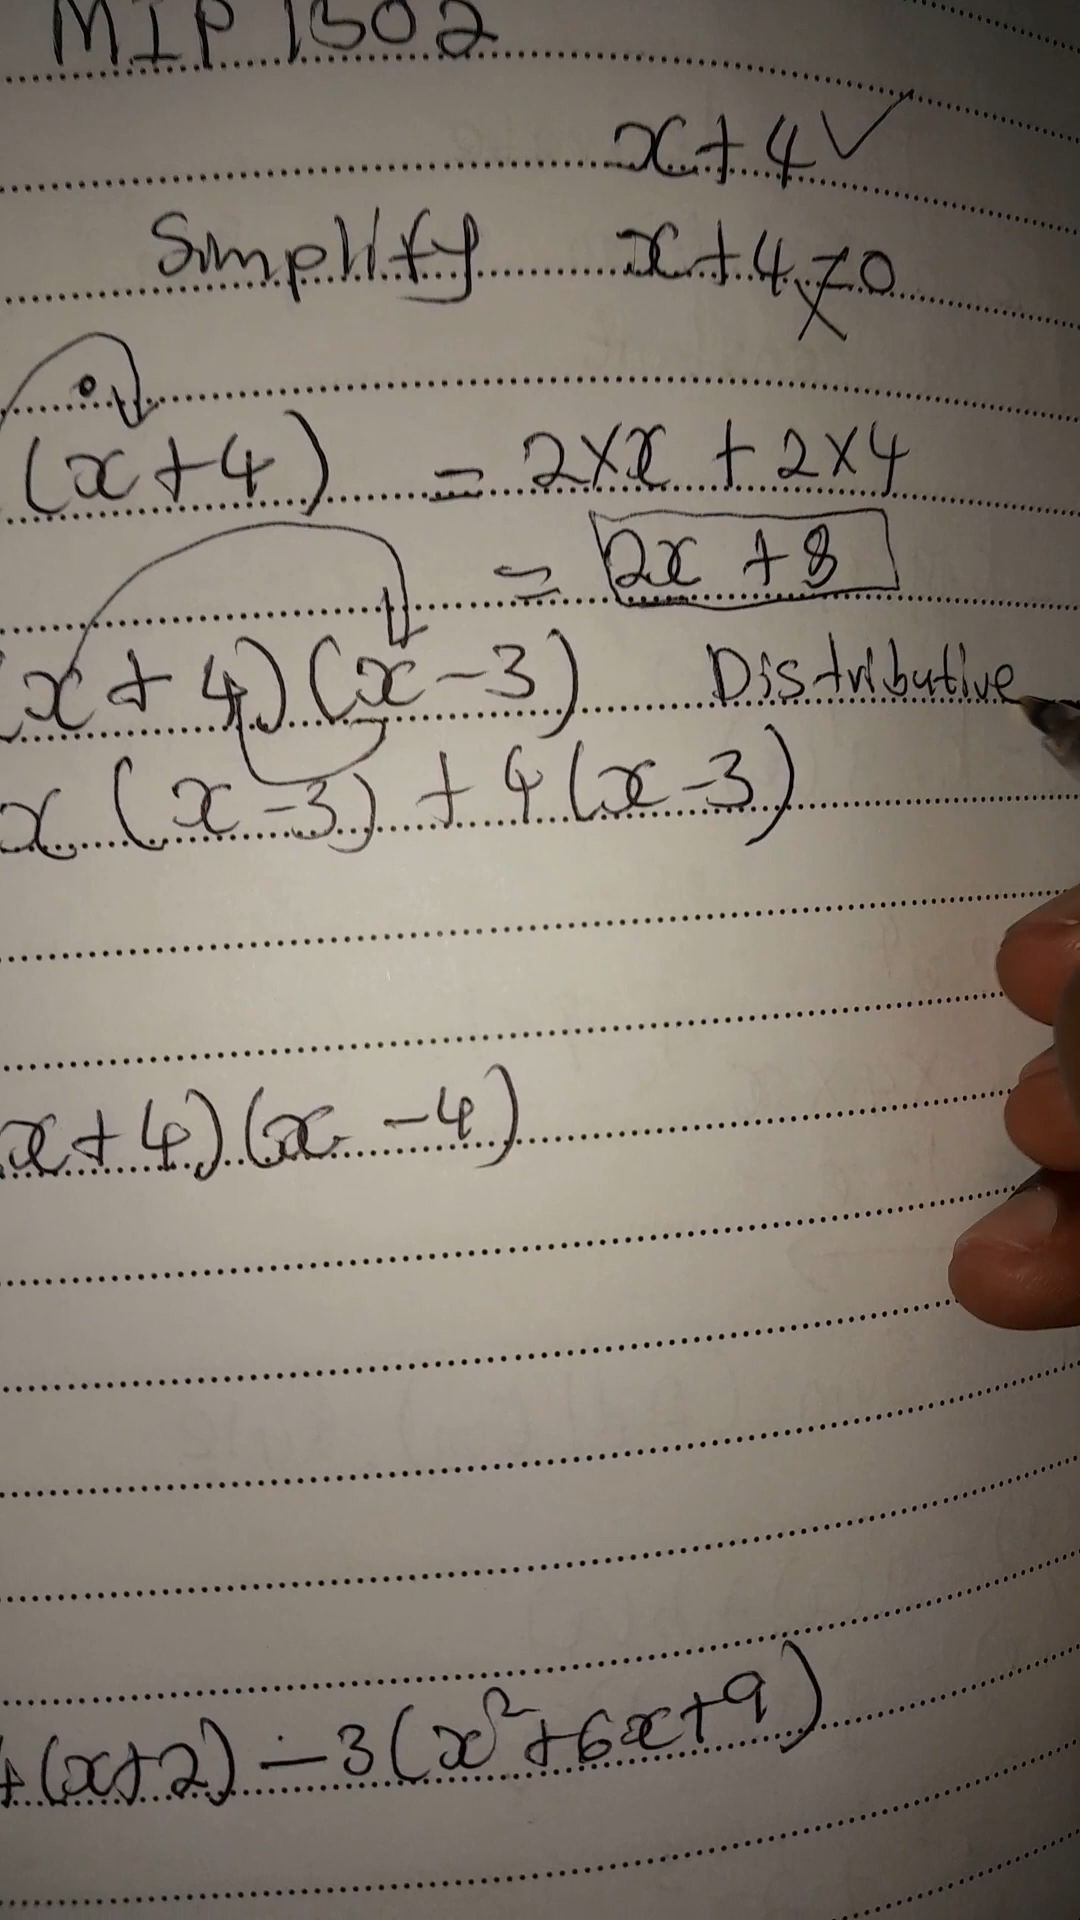 MIP 1502
x+4 ✓
Simplify x+4≠0
(x+4) = 2×x + 2×4
= 2x + 8
(x+4)(x-3) Distributive
x(x-3) + 4(x-3)
x+4)(x-4)
(x+2) - 3(x²+6x+9)